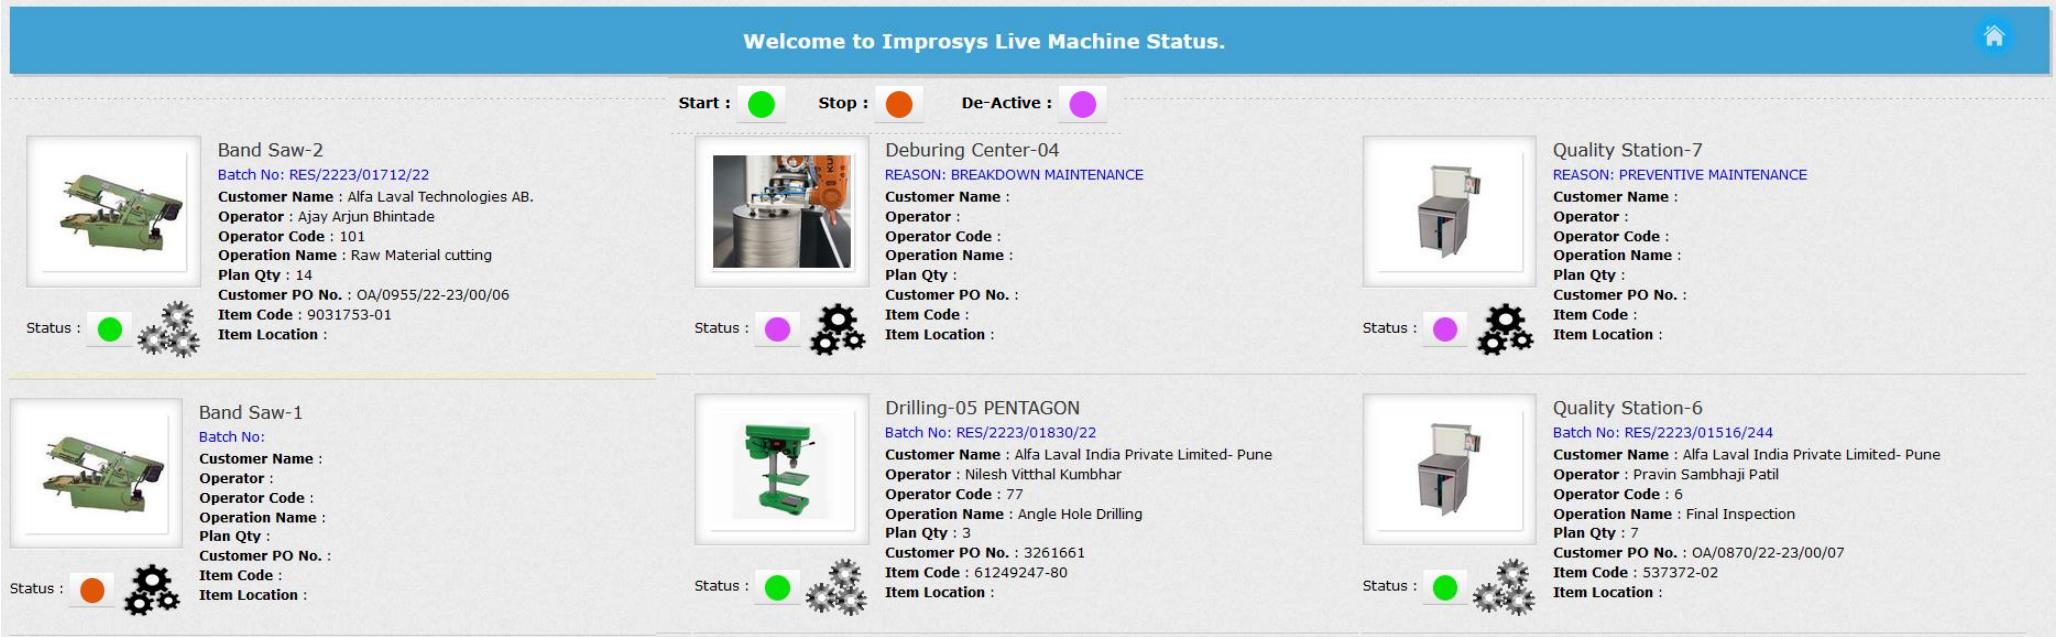 Welcome to Improsys Live Machine Status.
Start : Stop : De-Active :
Band Saw-2
Batch No: RES/2223/01712/22
Customer Name : Alfa Laval Technologies AB.
Operator : Ajay Arjun Bhintade
Operator Code : 101
Operation Name : Raw Material cutting
Plan Qty : 14
Customer PO No. : OA/0955/22-23/00/06
Item Code : 9031753-01
Item Location :
Status :
Deburing Center-04
REASON: BREAKDOWN MAINTENANCE
Customer Name :
Operator :
Operator Code :
Operation Name :
Plan Qty :
Customer PO No. :
Item Code :
Item Location :
Status :
Quality Station-7
REASON: PREVENTIVE MAINTENANCE
Customer Name :
Operator :
Operator Code :
Operation Name :
Plan Qty :
Customer PO No. :
Item Code :
Item Location :
Status :
Band Saw-1
Batch No:
Customer Name :
Operator :
Operator Code :
Operation Name :
Plan Qty :
Customer PO No. :
Item Code :
Item Location :
Status :
Drilling-05 PENTAGON
Batch No: RES/2223/01830/22
Customer Name : Alfa Laval India Private Limited- Pune
Operator : Nilesh Vitthal Kumbhar
Operator Code : 77
Operation Name : Angle Hole Drilling
Plan Qty : 3
Customer PO No. : 3261661
Item Code : 61249247-80
Item Location :
Status :
Quality Station-6
Batch No: RES/2223/01516/244
Customer Name : Alfa Laval India Private Limited- Pune
Operator : Pravin Sambhaji Patil
Operator Code : 6
Operation Name : Final Inspection
Plan Qty : 7
Customer PO No. : OA/0870/22-23/00/07
Item Code : 537372-02
Item Location :
Status :